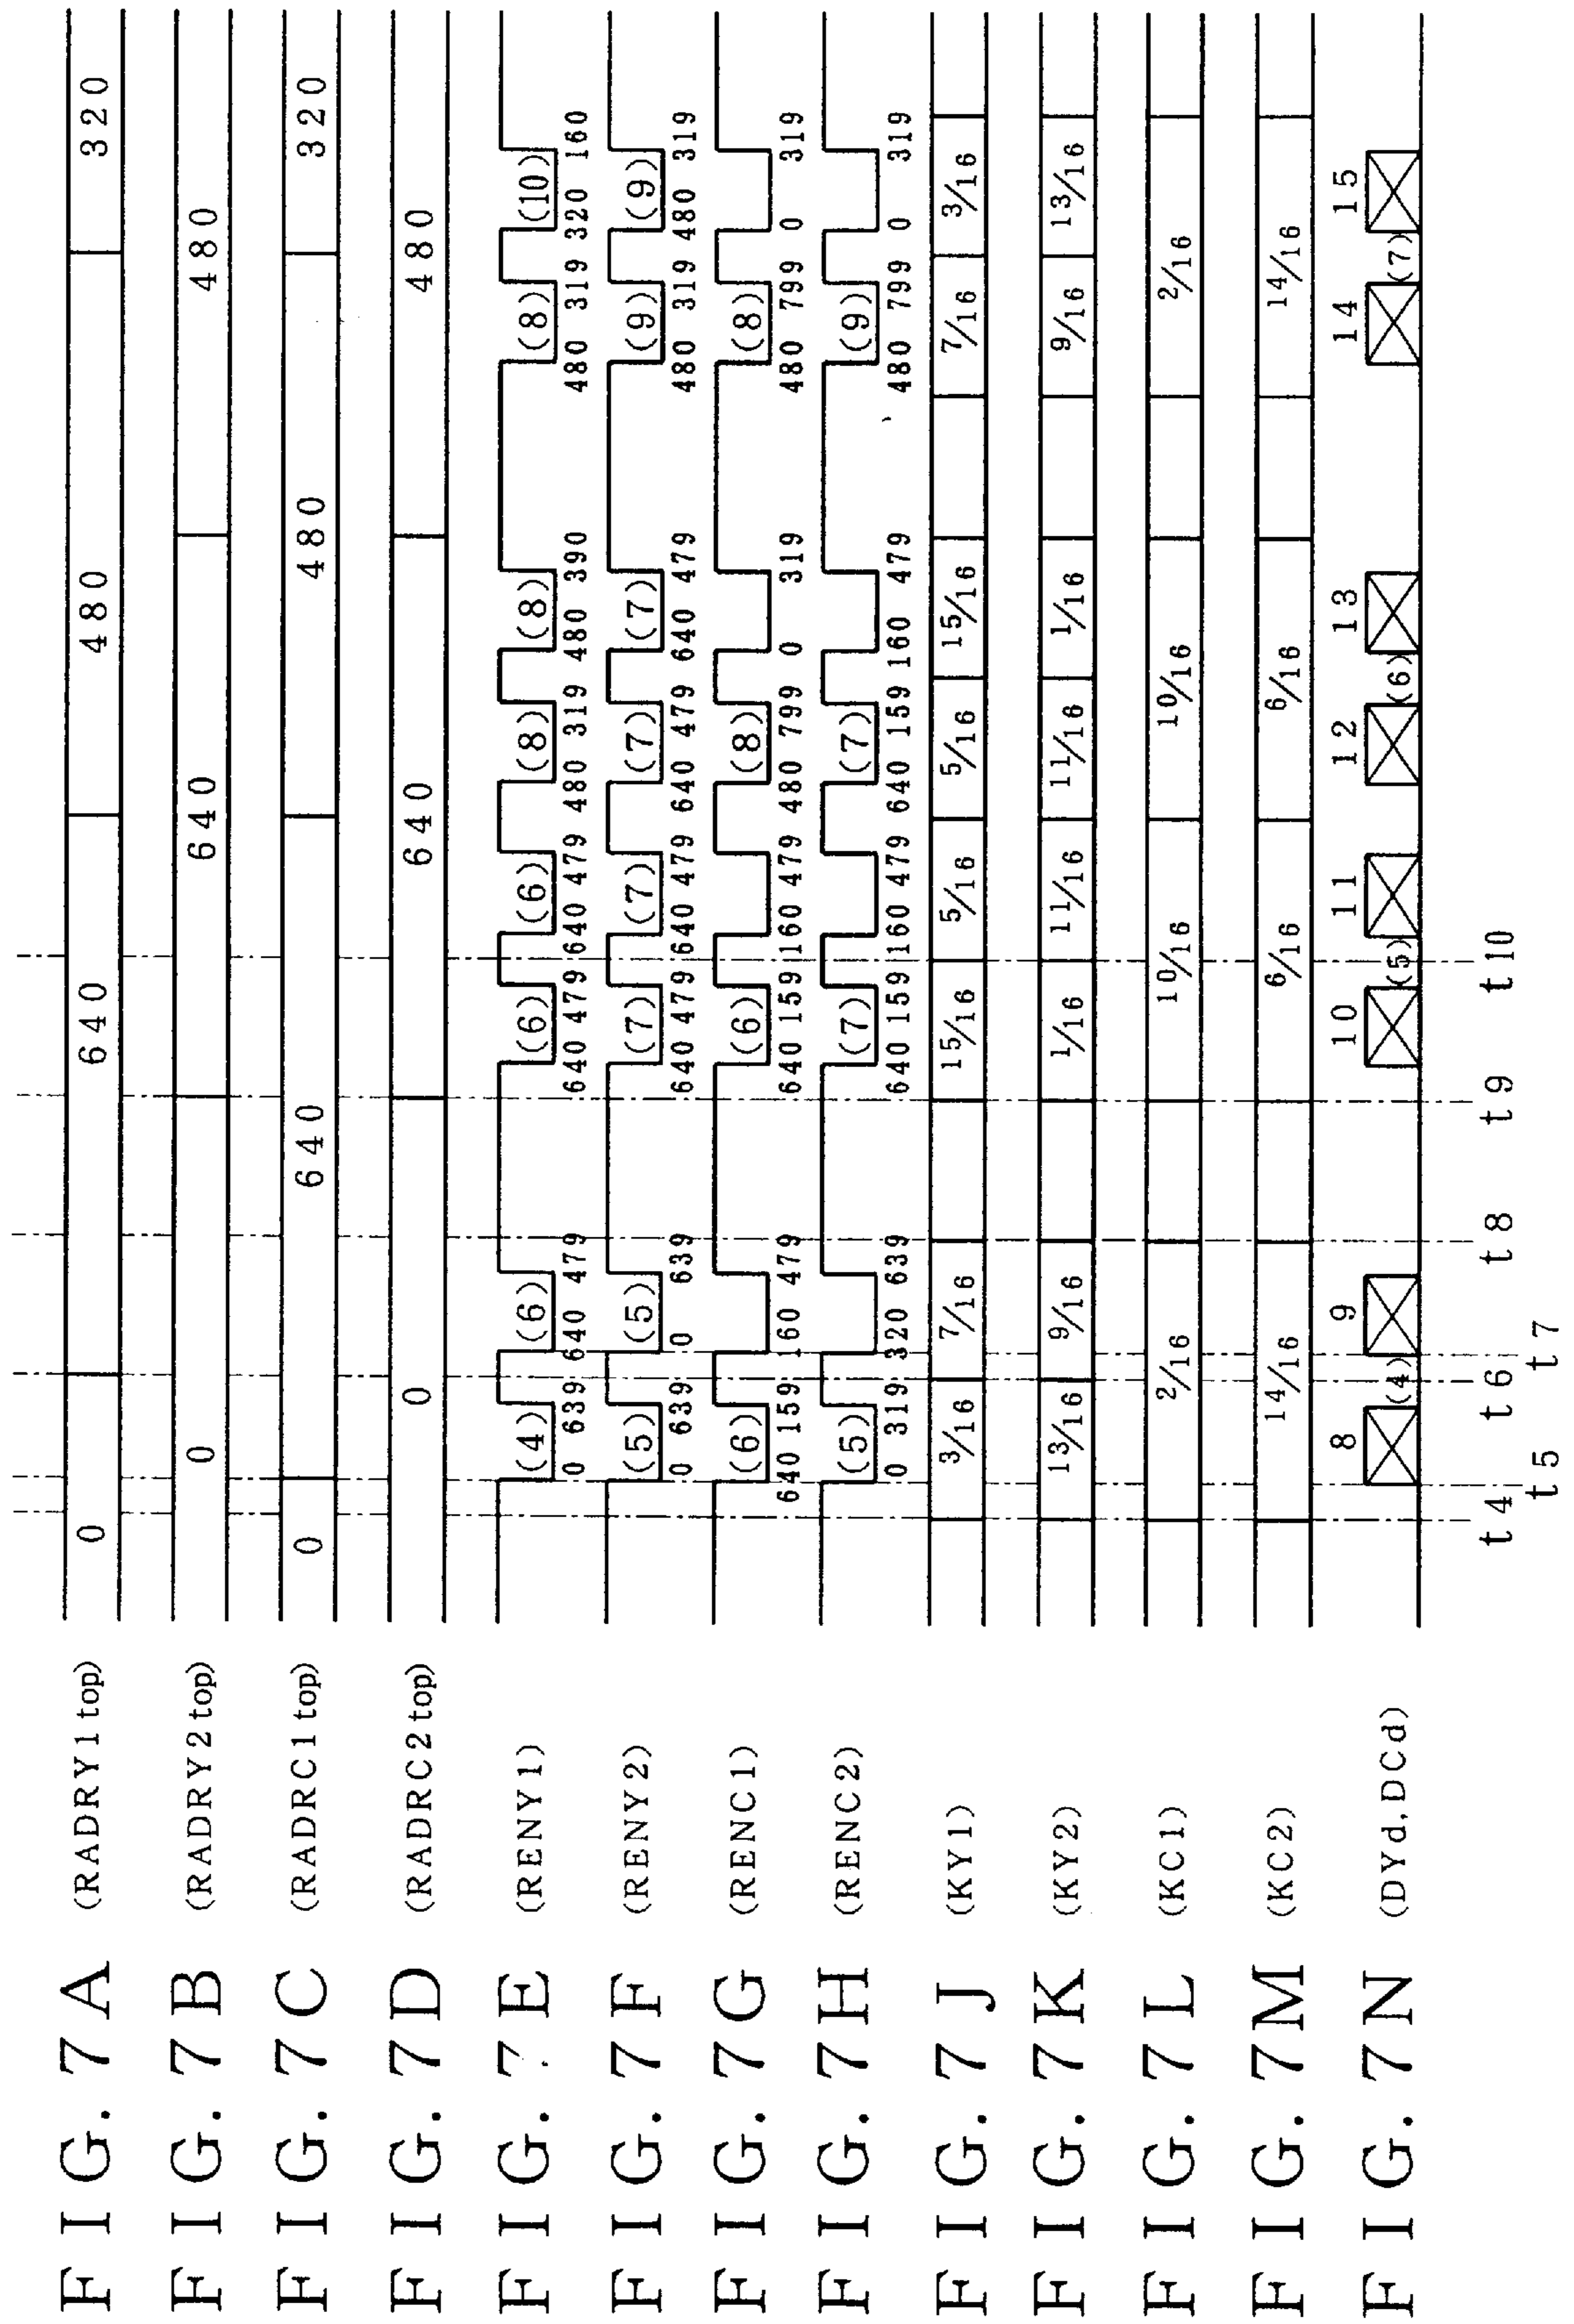 FIG.7A (RADRY1top) 0 640 480 320
FIG.7B (RADRY2top) 0 640 480
FIG.7C (RADRC1top) 0 640 480 320
FIG.7D (RADRC2top) 0 640 480
FIG.7E (RENY1) (4) (6) (6) (6) (8) (8) (8) (10)
0 639 640 479 640 479 640 479 480 319 480 390 480 319 320 160
FIG.7F (RENY2) (5) (5) (7) (7) (7) (7) (9) (9)
0 639 0 639 640 479 640 479 640 479 640 479 480 319 480 319
FIG.7G (RENC1) (6) (6) (8) (8)
640 159 160 479 640 159 160 479 480 799 0 319 480 799 0 319
FIG.7H (RENC2) (5) (7) (7) (9)
0 319 320 639 640 159 160 479 640 159 160 479 480 799 0 319
FIG.7J (KY1) 3/16 7/16 15/16 5/16 5/16 15/16 7/16 3/16
FIG.7K (KY2) 13/16 9/16 1/16 11/16 11/16 1/16 9/16 13/16
FIG.7L (KC1) 2/16 10/16 10/16 2/16
FIG.7M (KC2) 14/16 6/16 6/16 14/16
8 9 10 11 12 13 14 15
FIG.7N (DYd,DCd) (4) (5) (6) (7)
t4 t6 t8 t9 t10
t5 t7